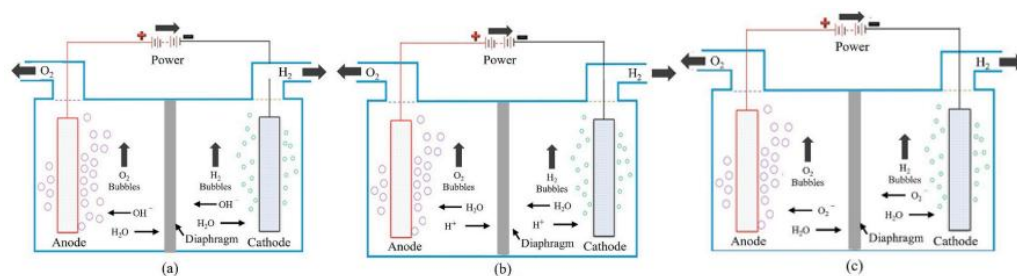 + −
Power
O₂
H₂
O₂
Bubbles
H₂
Bubbles
OH⁻
OH⁻
H₂O
H₂O
Anode
Diaphragm
Cathode
(a)
+ −
Power
O₂
H₂
O₂
Bubbles
H₂
Bubbles
H₂O
H₂O
H⁺
H⁺
Anode
Diaphragm
Cathode
(b)
+ −
Power
O₂
H₂
O₂
Bubbles
H₂
Bubbles
O₂⁻
O₂⁻
H₂O
H₂O
Anode
Diaphragm
Cathode
(c)